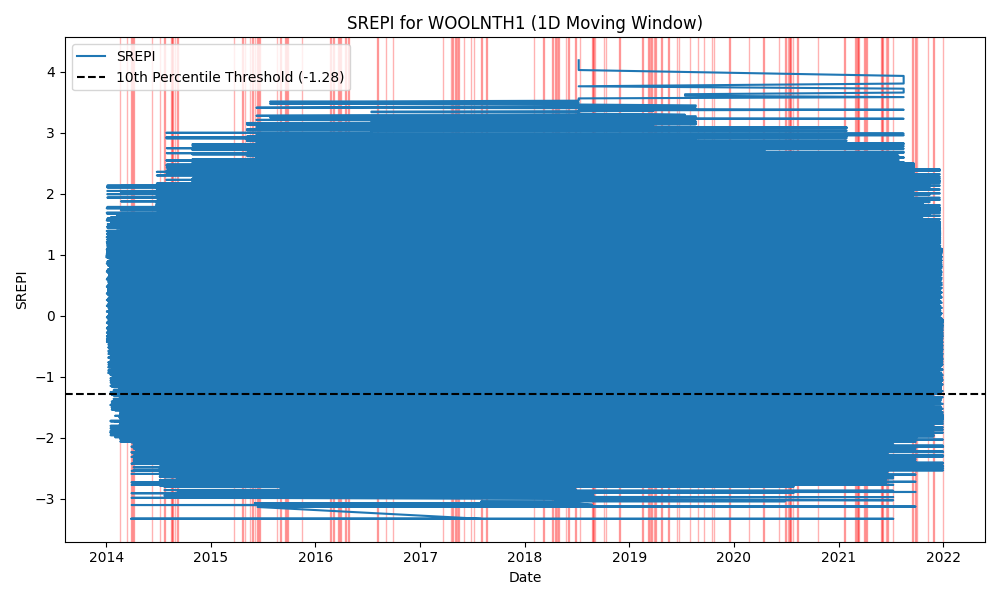 SREPI for WOOLNTH1 (1D Moving Window)
SREPI
10th Percentile Threshold (-1.28)
4
3
2
1
0
−1
−2
−3
SREPI
2014 2015 2016 2017 2018 2019 2020 2021 2022
Date